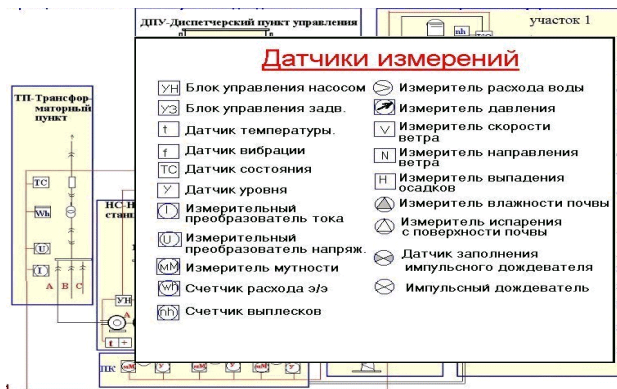 ДПУ-Диспетчерский пункт управления
участок 1
nh
ТП-Трансфор-
маторный
пункт
ТС
Wh
U
I
А В С
НС-Н
стан
УН
А
t +
ПК
мМ У мМ У мМ У
Датчики измерений
УН Блок управления насосом
УЗ Блок управления задв.
t Датчик температуры.
f Датчик вибрации
ТС Датчик состояния
У Датчик уровня
I Измерительный
преобразователь тока
U Измерительный
преобразователь напряж.
мМ Измеритель мутности
wh Счетчик расхода э/э
nh Счетчик выплесков
Измеритель расхода воды
Измеритель давления
V Измеритель скорости
ветра
N Измеритель направления
ветра
H Измеритель выпадения
осадков
Измеритель влажности почвы
Измеритель испарения
с поверхности почвы
Датчик заполнения
импульсного дождевателя
Импульсный дождеватель